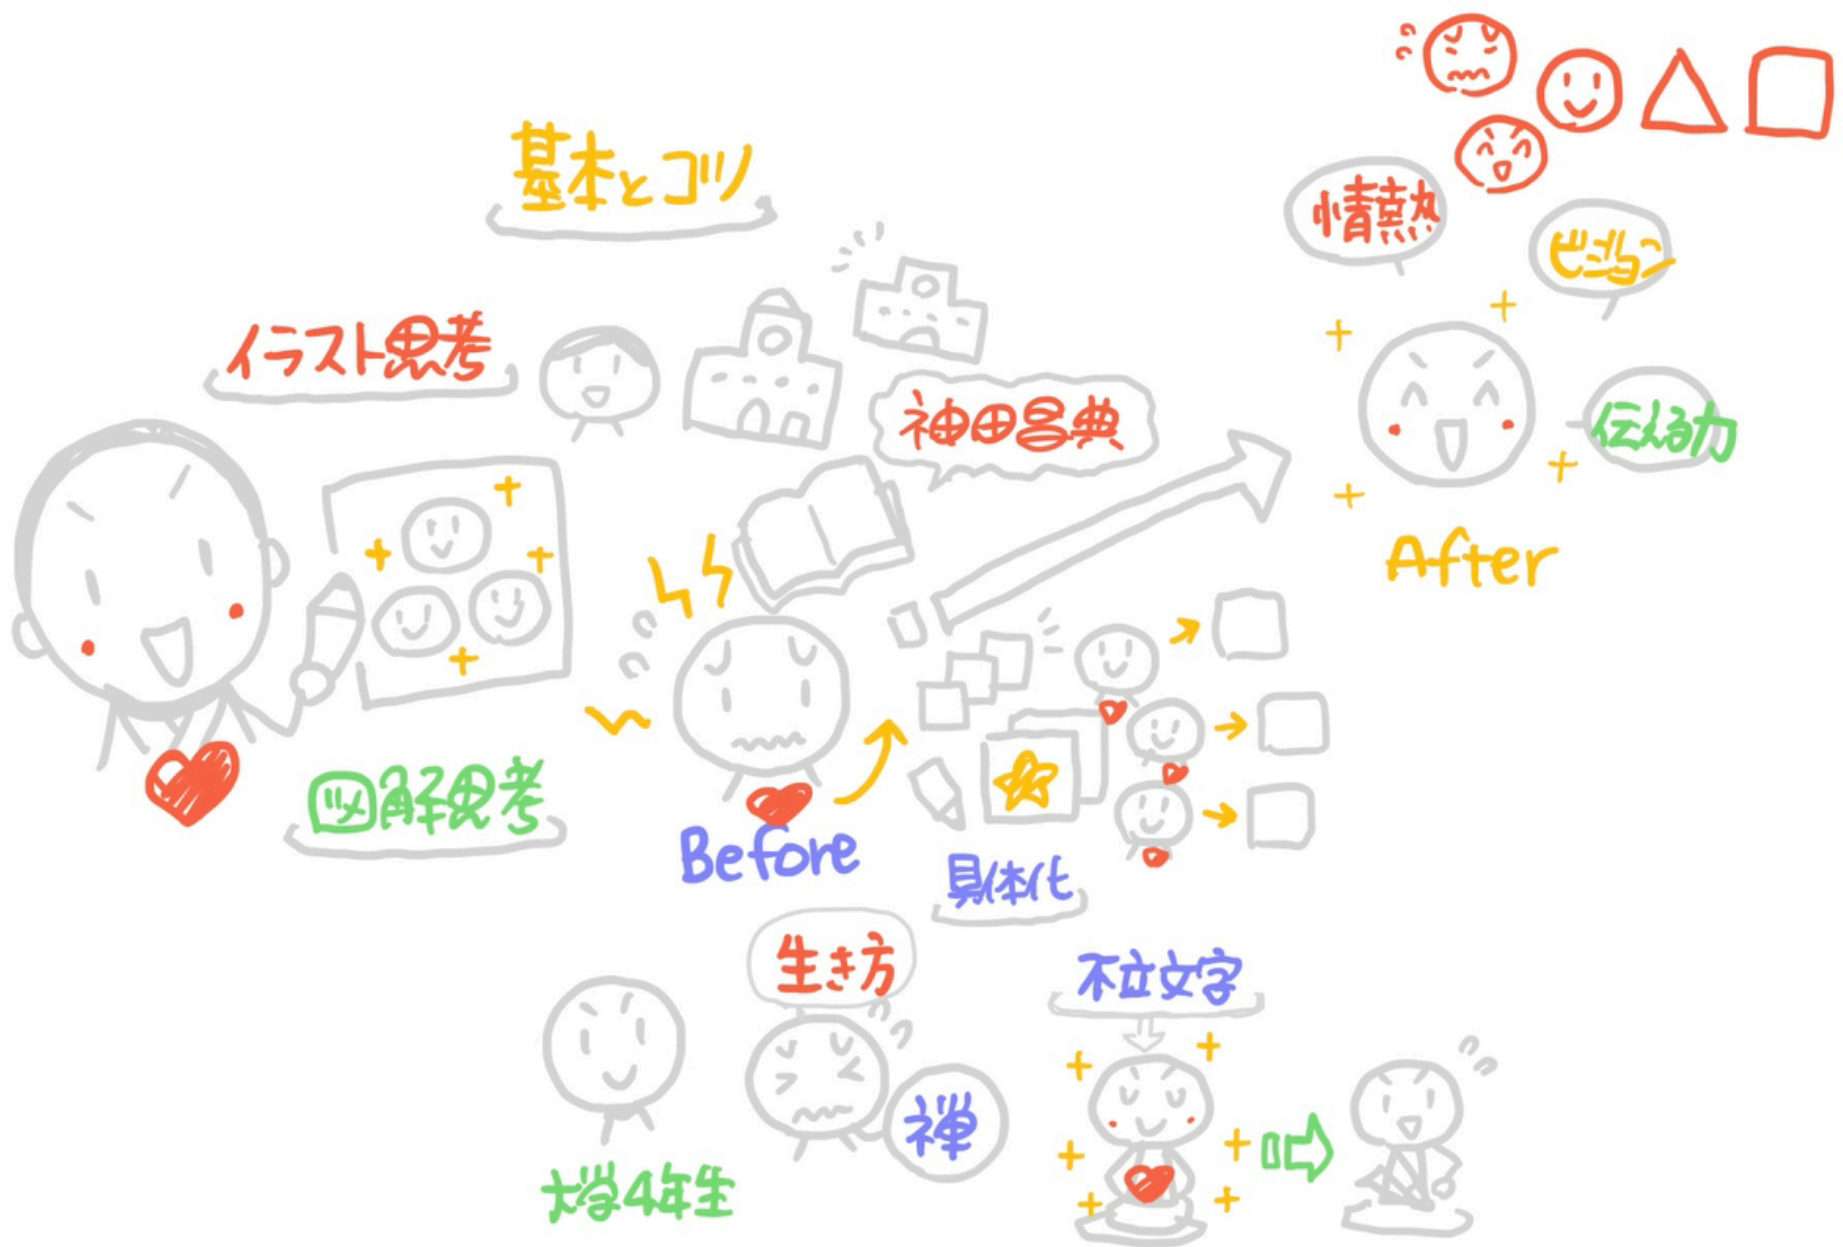 基本とコツ
情熱
ビジョン
イラスト思考
神田昌典
伝える力
After
図解思考
Before
具体化
生き方
不立文字
禅
大学4年生